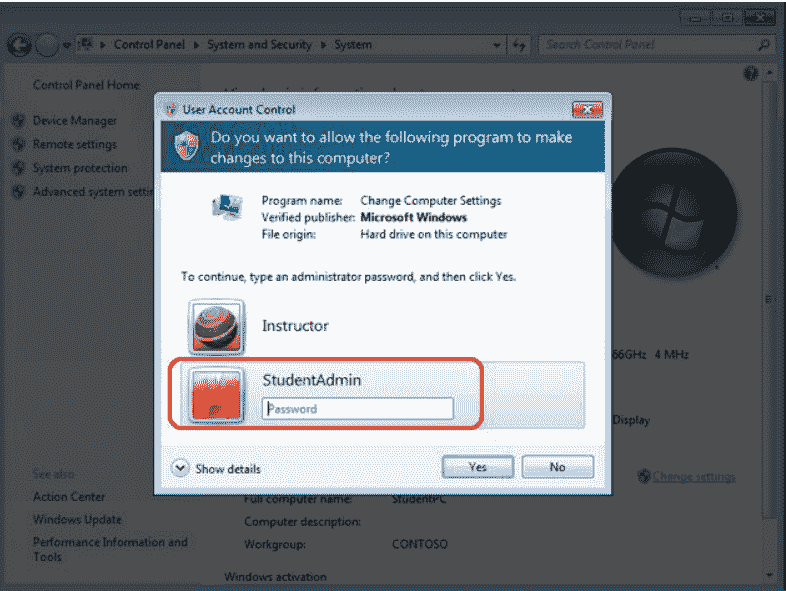 Control Panel
System and Security
System
Search Control Panel
Control Panel Home
Device Manager
Remote settings
System protection
Advanced system settin
User Account Control
Do you want to allow the following program to make
changes to this computer?
Program name: Change Computer Settings
Verified publisher: Microsoft Windows
File origin: Hard drive on this computer
To continue, type an administrator password, and then click Yes.
Instructor
StudentAdmin
Password
Show details
Yes
No
66GHz 4 MHz
Display
Change settings
See also
Action Center
Windows Update
Performance Information and
Tools
Full computer name: StudentPC
Computer description:
Workgroup: CONTOSO
Windows activation